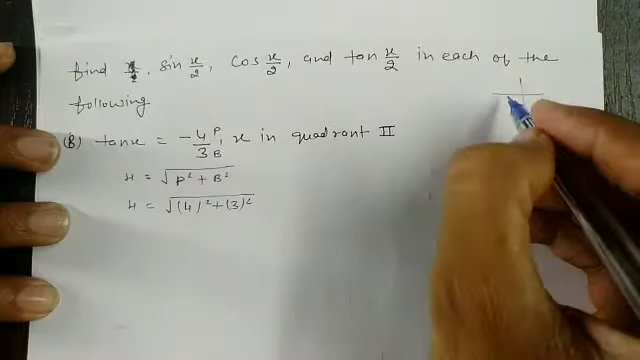 find sin x/2, cos x/2, and tan x/2 in each of the
following
(8) tanx = -4/3 P/B, x in quadrant II
H = √P² + B²
H = √(4)² + (3)²